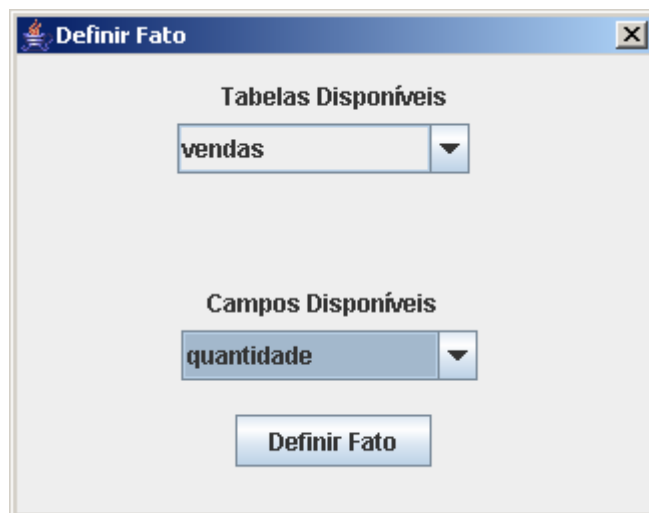 Definir Fato
Tabelas Disponíveis
vendas
Campos Disponíveis
quantidade
Definir Fato